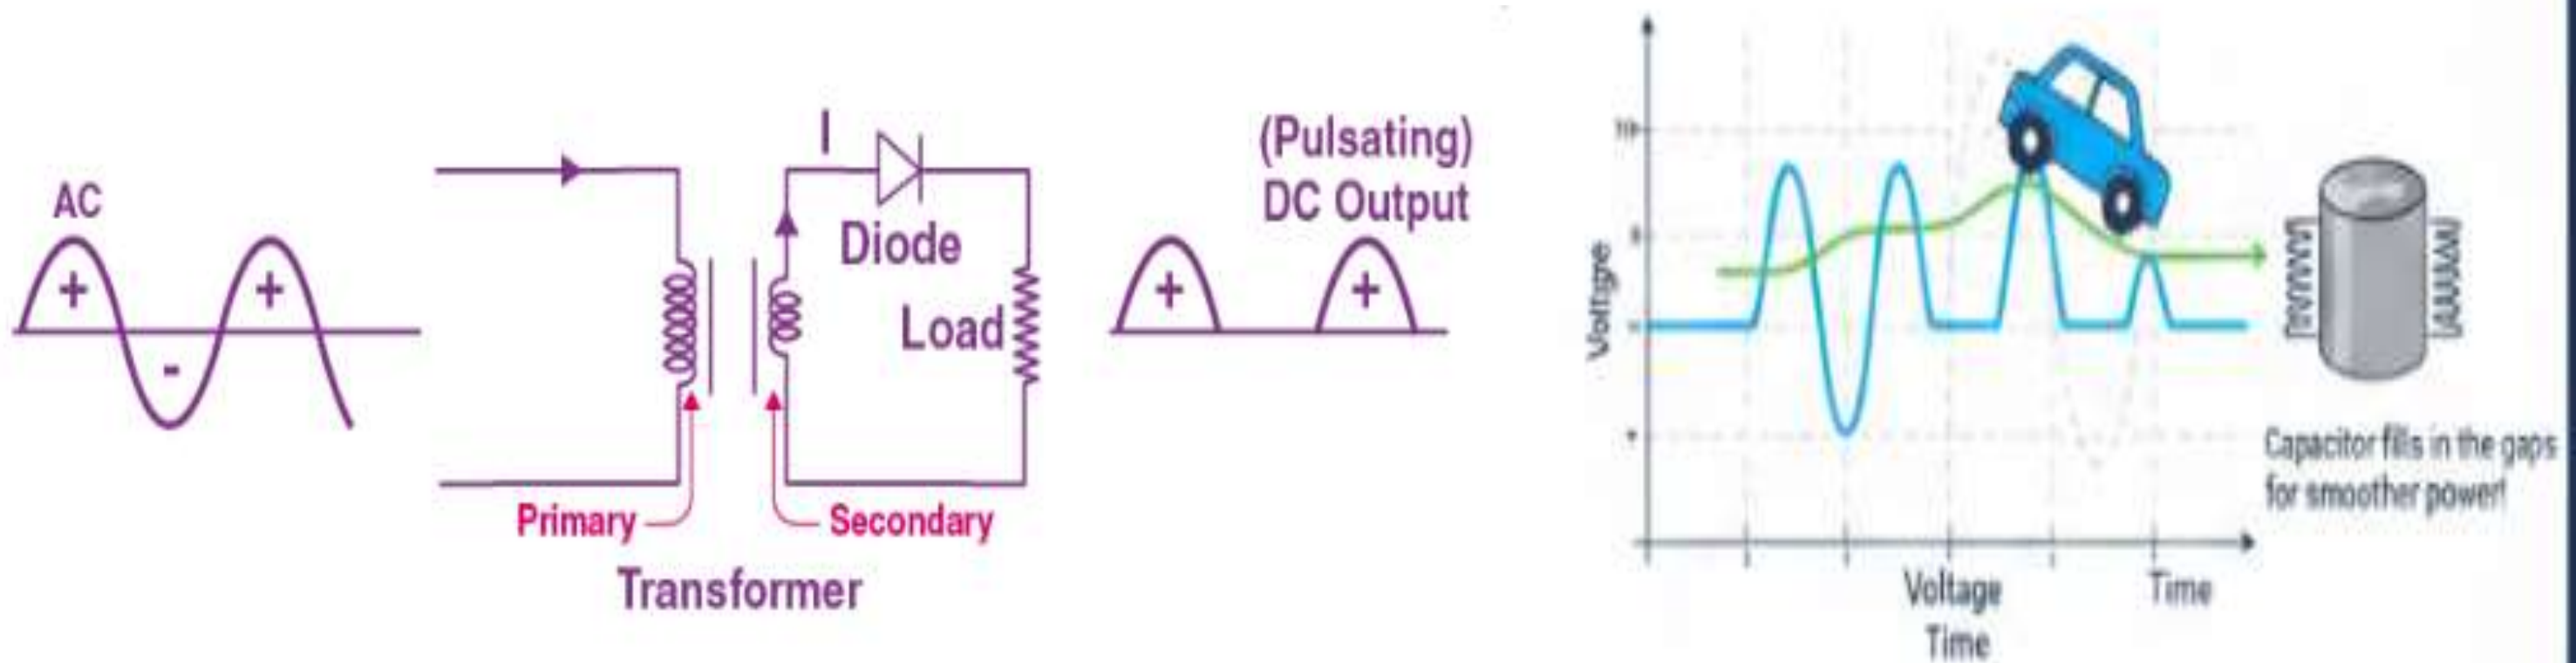 AC
+
+
-
I
Diode
Load
Primary
Secondary
Transformer
(Pulsating)
DC Output
+
+
Voltage
10
Capacitor fills in the gaps
for smoother power!
Voltage
Time
Time